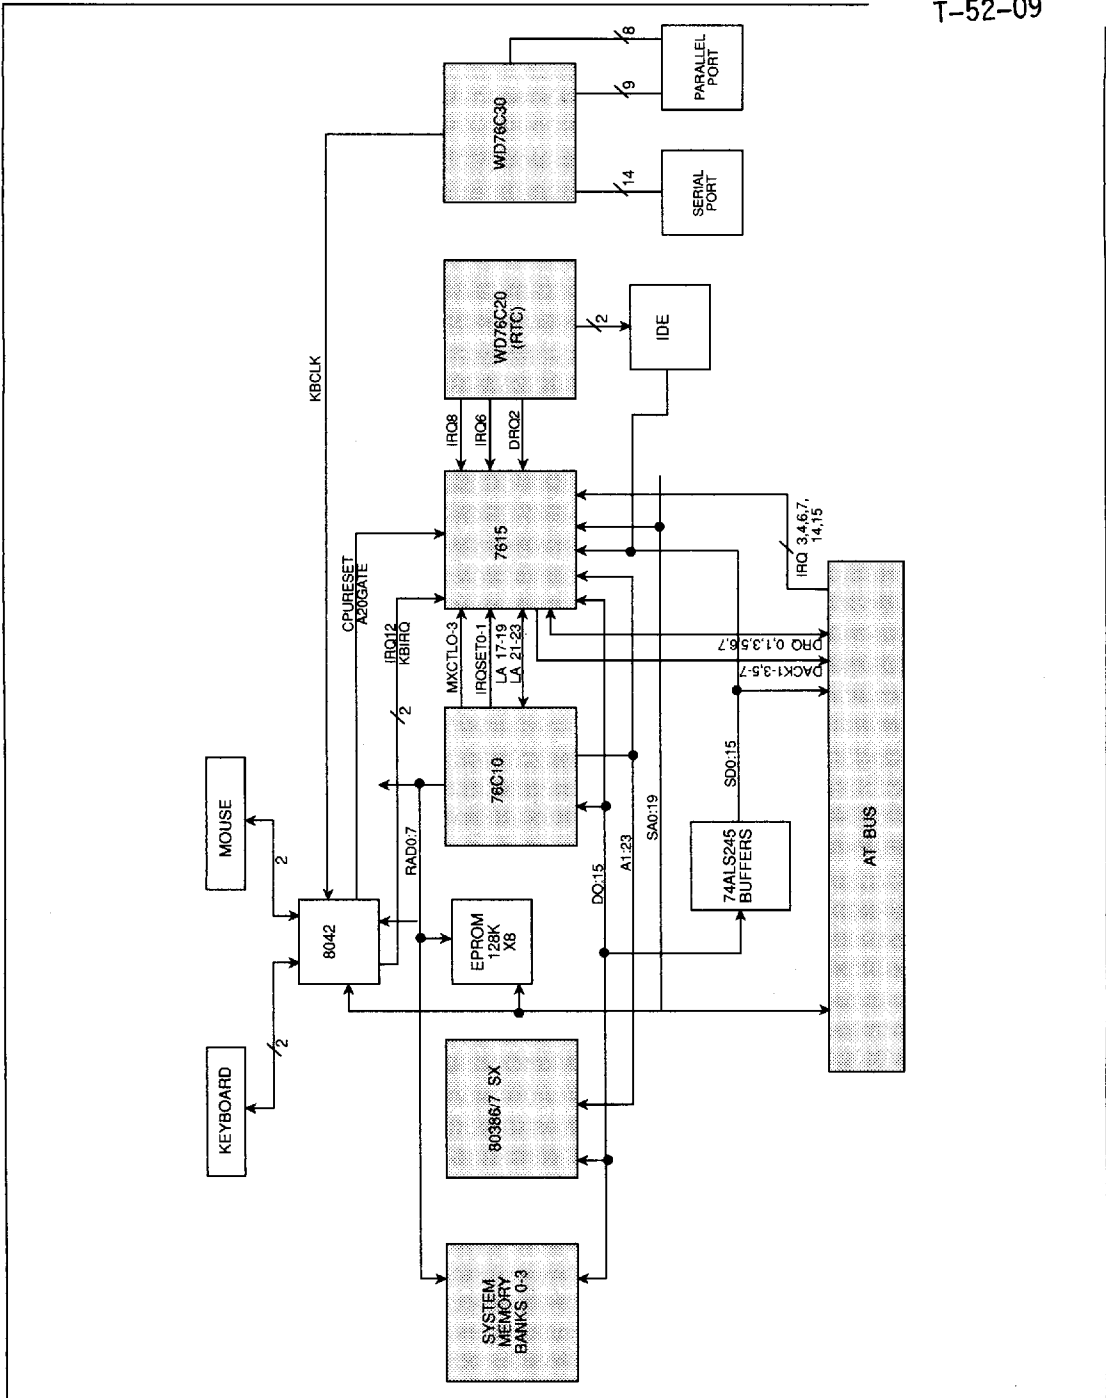 T-52-09
8
PARALLEL
PORT
9
WD76C30
14
SERIAL
PORT
KBCLK
WD76C20
(RTC)
2
IDE
IRQ8
IRQ6
DRQ2
CPURESET
A20GATE
7615
IRQ 3,4,6,7,
14,15
IRQ12
KBIRQ
2
MXCTL0-3
IRQSET0-1
LA 17-19
LA 21-23
DRQ 0,1,3,5,6,7
DACK1-3,5-7
76C10
RAD0:7
MOUSE
2
8042
SD0:15
SA0:19
A1:23
DO:15
74ALS245
BUFFERS
AT BUS
EPROM
128K
X8
KEYBOARD
2
80386/7 SX
SYSTEM
MEMORY
BANKS 0-3